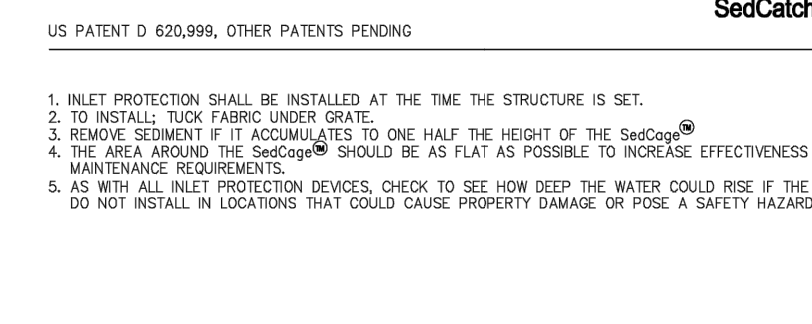 SedCatch
US PATENT D 620,999, OTHER PATENTS PENDING
1. INLET PROTECTION SHALL BE INSTALLED AT THE TIME THE STRUCTURE IS SET.
2. TO INSTALL; TUCK FABRIC UNDER GRATE.
3. REMOVE SEDIMENT IF IT ACCUMULATES TO ONE HALF THE HEIGHT OF THE SedCage™
4. THE AREA AROUND THE SedCage™ SHOULD BE AS FLAT AS POSSIBLE TO INCREASE EFFECTIVENESS
MAINTENANCE REQUIREMENTS.
5. AS WITH ALL INLET PROTECTION DEVICES, CHECK TO SEE HOW DEEP THE WATER COULD RISE IF THE
DO NOT INSTALL IN LOCATIONS THAT COULD CAUSE PROPERTY DAMAGE OR POSE A SAFETY HAZARD